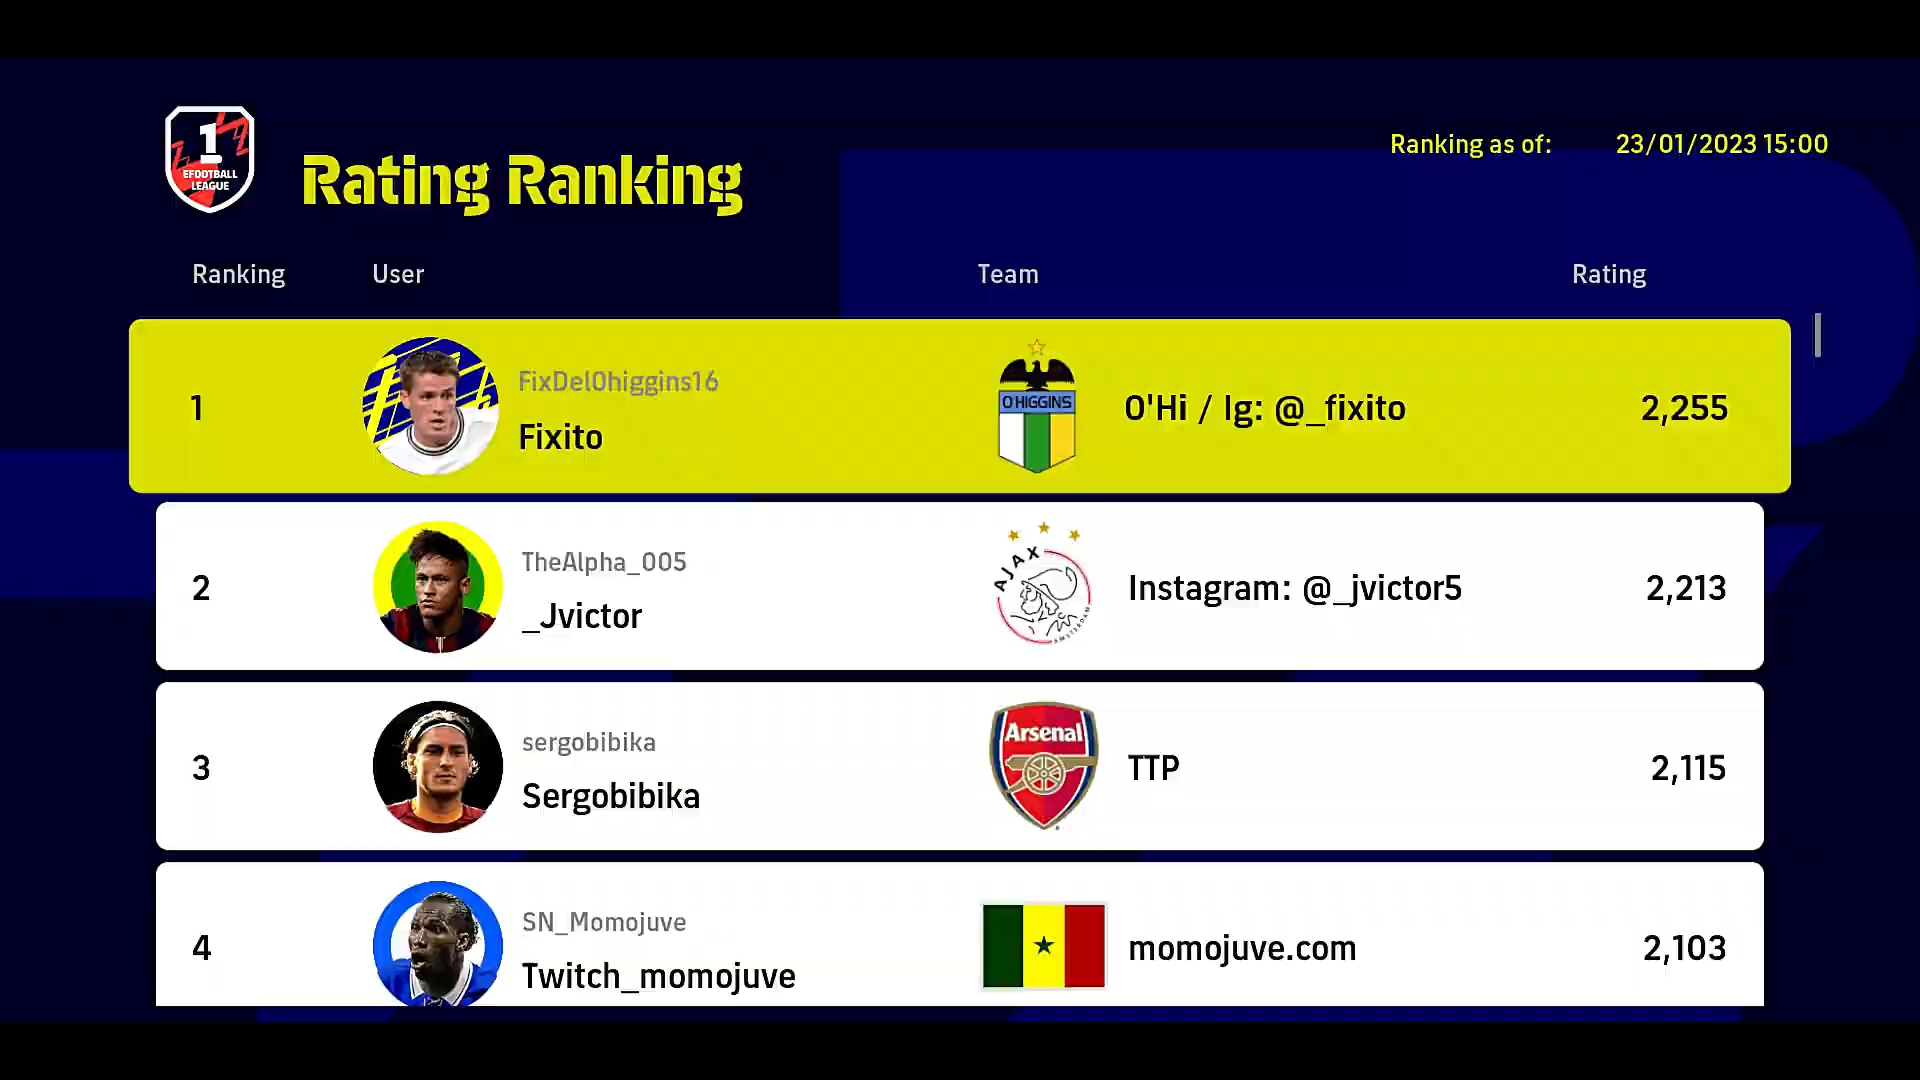 1
EFOOTBALL
LEAGUE
Rating Ranking
Ranking as of: 23/01/2023 15:00
Ranking User Team Rating
1 FixDelOhiggins16 Fixito O'HIGGINS O'Hi / Ig: @_fixito 2,255
2 TheAlpha_005 _Jvictor AJAX AMSTERDAM Instagram: @_jvictor5 2,213
3 sergobibika Sergobibika Arsenal TTP 2,115
4 SN_Momojuve Twitch_momojuve momojuve.com 2,103